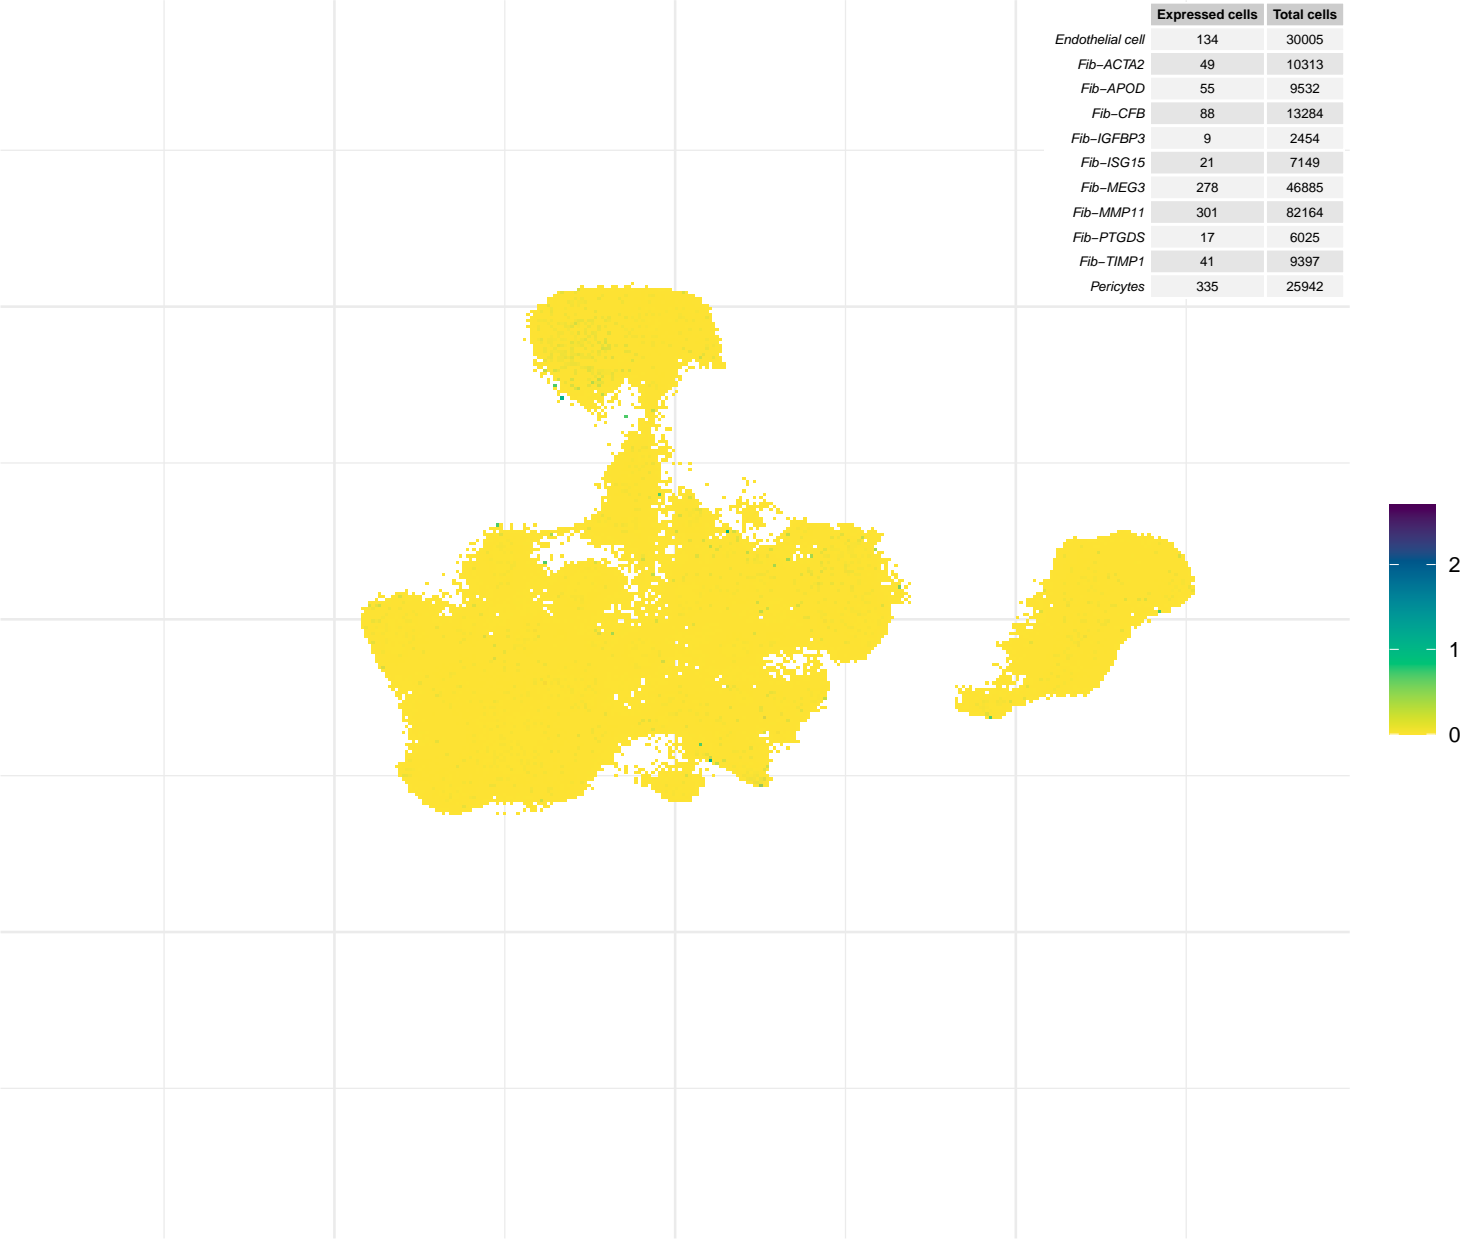 Expressed cells Total cells
Endothelial cell 134 30005
Fib−ACTA2 49 10313
Fib−APOD 55 9532
Fib−CFB 88 13284
Fib−IGFBP3 9 2454
Fib−ISG15 21 7149
Fib−MEG3 278 46885
Fib−MMP11 301 82164
Fib−PTGDS 17 6025
Fib−TIMP1 41 9397
Pericytes 335 25942
2
1
0